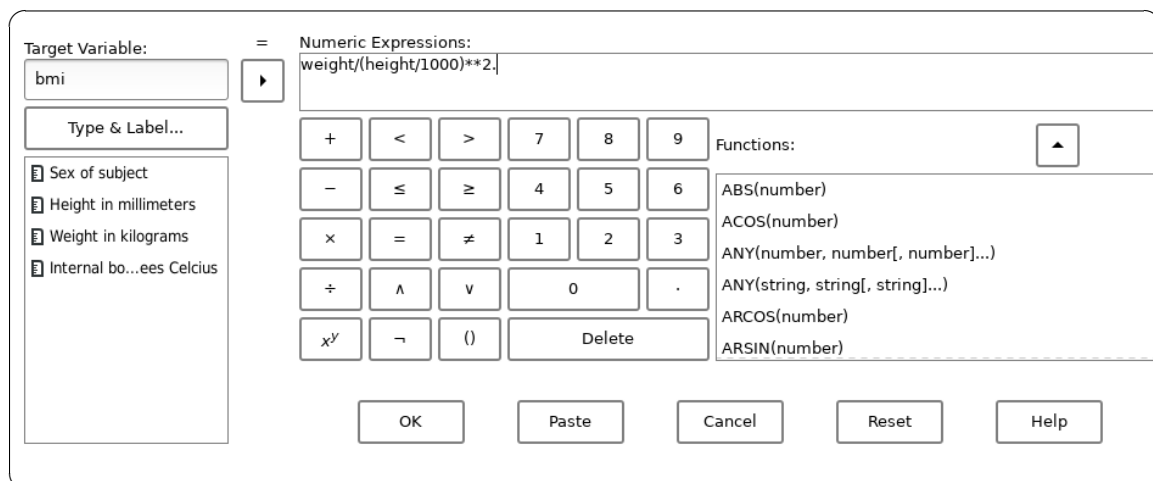 Target Variable:
=
Numeric Expressions:
bmi
weight/(height/1000)**2.
Type & Label...
Sex of subject
Height in millimeters
Weight in kilograms
Internal bo...ees Celcius
+ < > 7 8 9
− ≤ ≥ 4 5 6
× = ≠ 1 2 3
÷ ∧ ∨ 0 ·
xʸ ¬ () Delete
Functions:
ABS(number)
ACOS(number)
ANY(number, number[, number]...)
ANY(string, string[, string]...)
ARCOS(number)
ARSIN(number)
OK Paste Cancel Reset Help